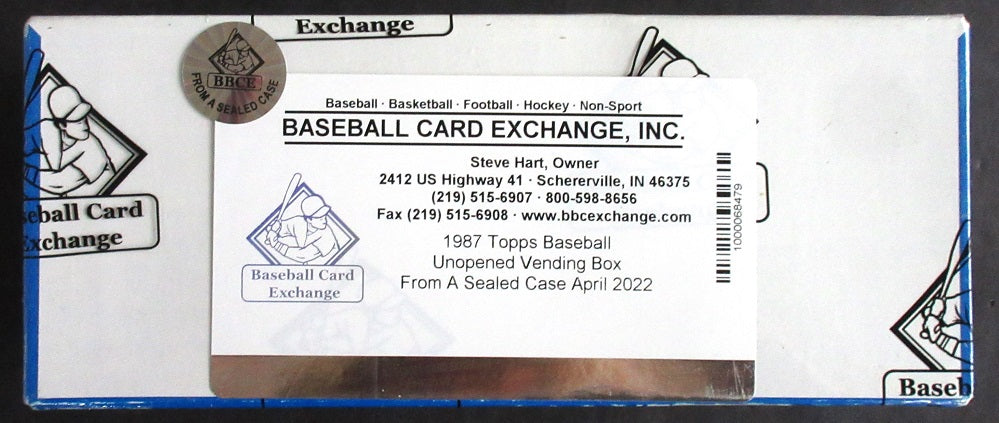 Exchange
BBCE
FROM A SEALED CASE
Baseball · Basketball · Football · Hockey · Non-Sport
BASEBALL CARD EXCHANGE, INC.
Steve Hart, Owner
2412 US Highway 41 · Schererville, IN 46375
(219) 515-6907 · 800-598-8656
Fax (219) 515-6908 · www.bbcexchange.com
1987 Topps Baseball
Unopened Vending Box
From A Sealed Case April 2022
Baseball Card
Exchange
1000068479
seball Card
xchange
Baseb